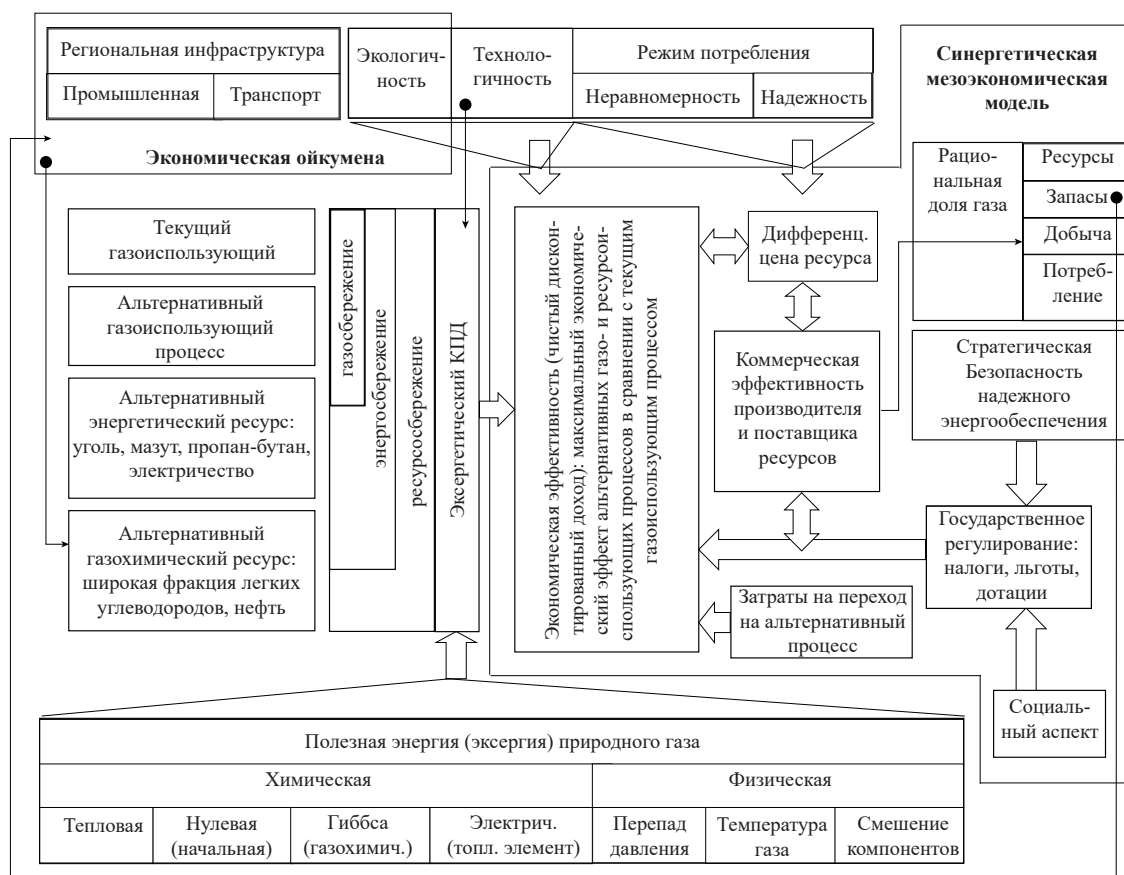 Региональная инфраструктура
Промышленная
Транспорт
Экономическая ойкумена
Экологич-
ность
Техноло-
гичность
Режим потребления
Неравномерность
Надежность
Синергетическая
мезоэкономическая
модель
Рацио-
нальная
доля газа
Ресурсы
Запасы
Добыча
Потреб-
ление
Текущий
газоиспользующий
Альтернативный
газоиспользующий
процесс
Альтернативный
энергетический ресурс:
уголь, мазут, пропан-бутан,
электричество
Альтернативный
газохимический ресурс:
широкая фракция легких
углеводородов, нефть
газосбережение
энергосбережение
ресурсосбережение
Эксергетический КПД
Экономическая эффективность (чистый дискон-
тированный доход): максимальный экономиче-
ский эффект альтернативных газо- и ресурсои-
спользующих процессов в сравнении с текущим
газоиспользующим процессом
Дифференц.
цена ресурса
Коммерческая
эффективность
производителя
и поставщика
ресурсов
Затраты на переход
на альтернативный
процесс
Стратегическая
Безопасность
надежного
энергообеспечения
Государственное
регулирование:
налоги, льготы,
дотации
Социаль-
ный аспект
Полезная энергия (эксергия) природного газа
Химическая
Физическая
Тепловая
Нулевая
(начальная)
Гиббса
(газохимич.)
Электрич.
(топл. элемент)
Перепад
давления
Температура
газа
Смешение
компонентов